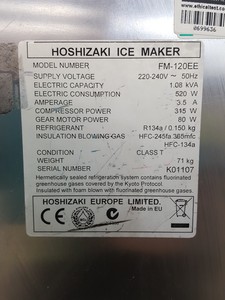 0699636
HOSHIZAKI ICE MAKER
MODEL NUMBER FM-120EE
SUPPLY VOLTAGE 220-240V ~ 50Hz
ELECTRIC CAPACITY 1.08 kVA
ELECTRIC CONSUMPTION 520 W
AMPERAGE 3.5 A
COMPRESSOR POWER 315 W
GEAR MOTOR POWER 80 W
REFRIGERANT R134a / 0.150 kg
INSULATION BLOWING-GAS HFC-245fa 365mfc
HFC-134a
CONDITION CLASS T
WEIGHT 71 kg
SERIAL NUMBER K01107
Hermetically sealed refrigeration system contains fluorinated
greenhouse gases covered by the Kyoto Protocol.
Insulated with foam blown with fluorinated greenhouse gases.
HOSHIZAKI EUROPE LIMITED.
CE Made in EU